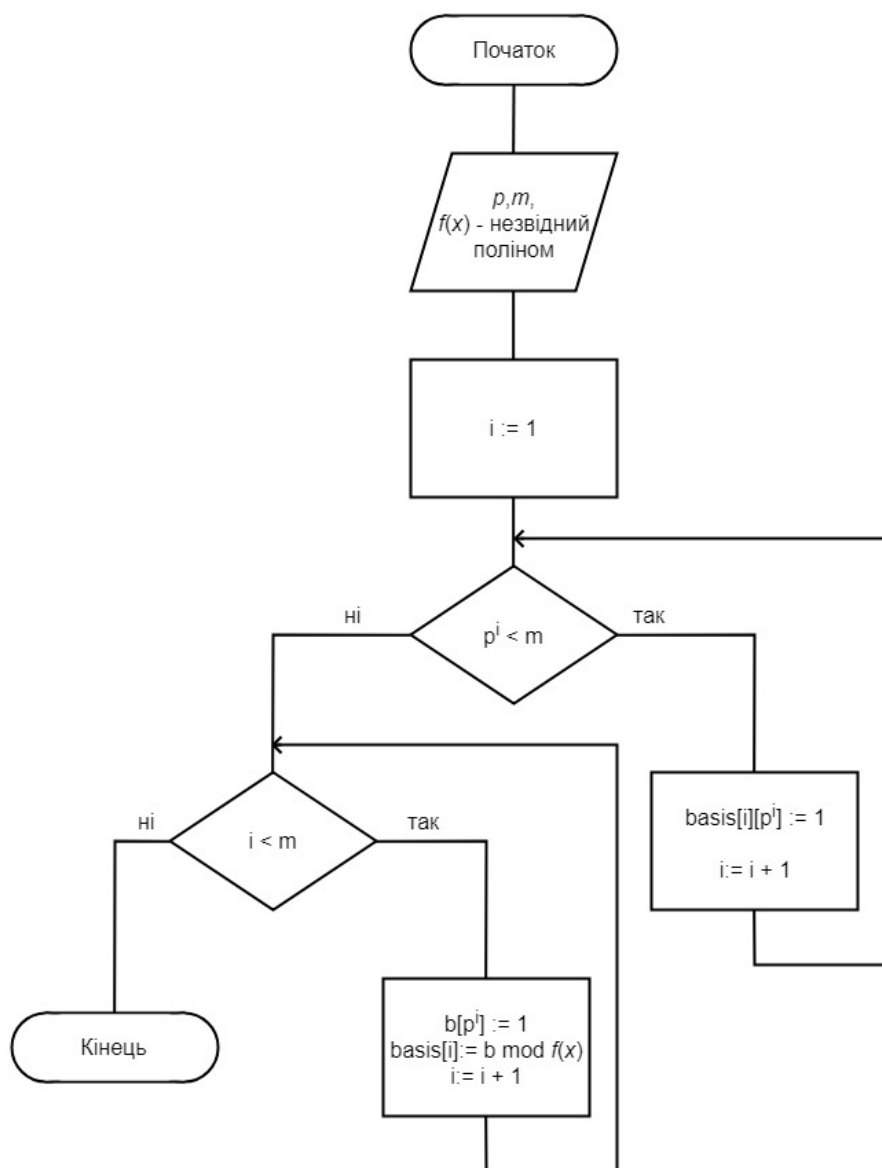 Початок
p,m,
f(x) - незвідний
поліном
i := 1
ні
так
pⁱ < m
ні
так
i < m
basis[i][pⁱ] := 1
i:= i + 1
b[pⁱ] := 1
basis[i]:= b mod f(x)
i:= i + 1
Кінець